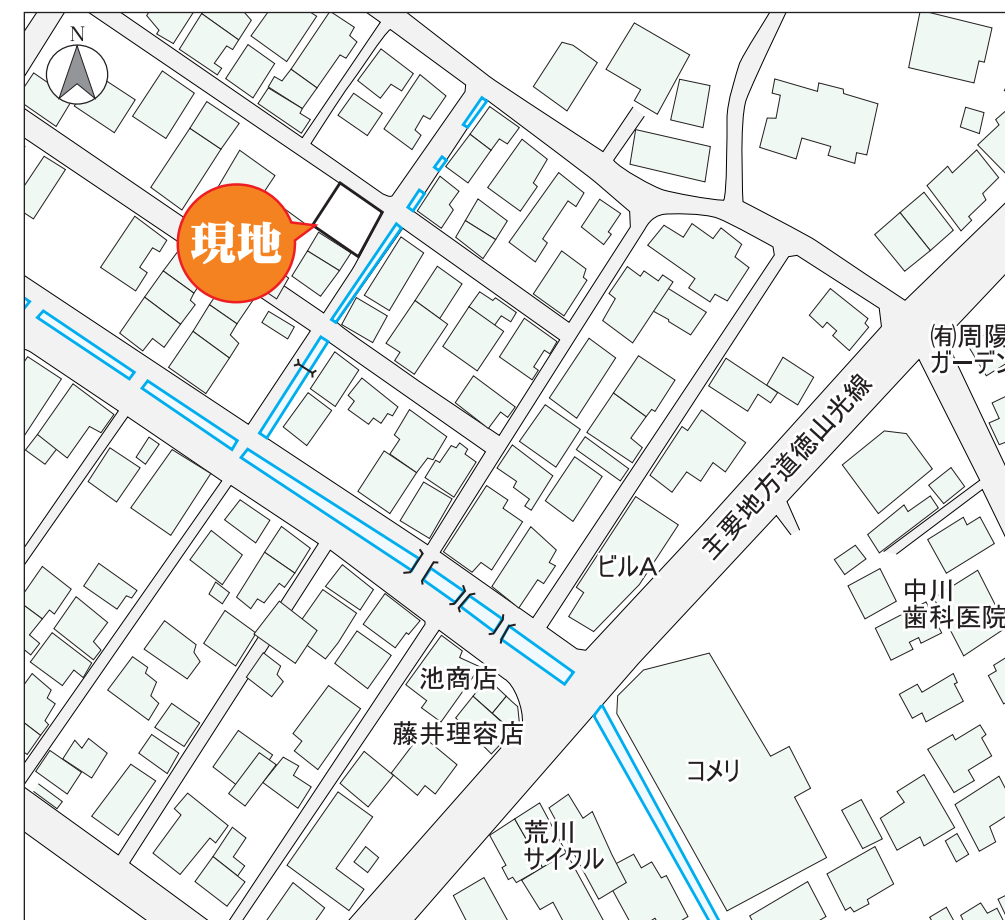 N
現地
㈲周陽
ガーデン
主要地方道徳山光線
ビルA
中川
歯科医院
池商店
藤井理容店
コメリ
荒川
サイクル